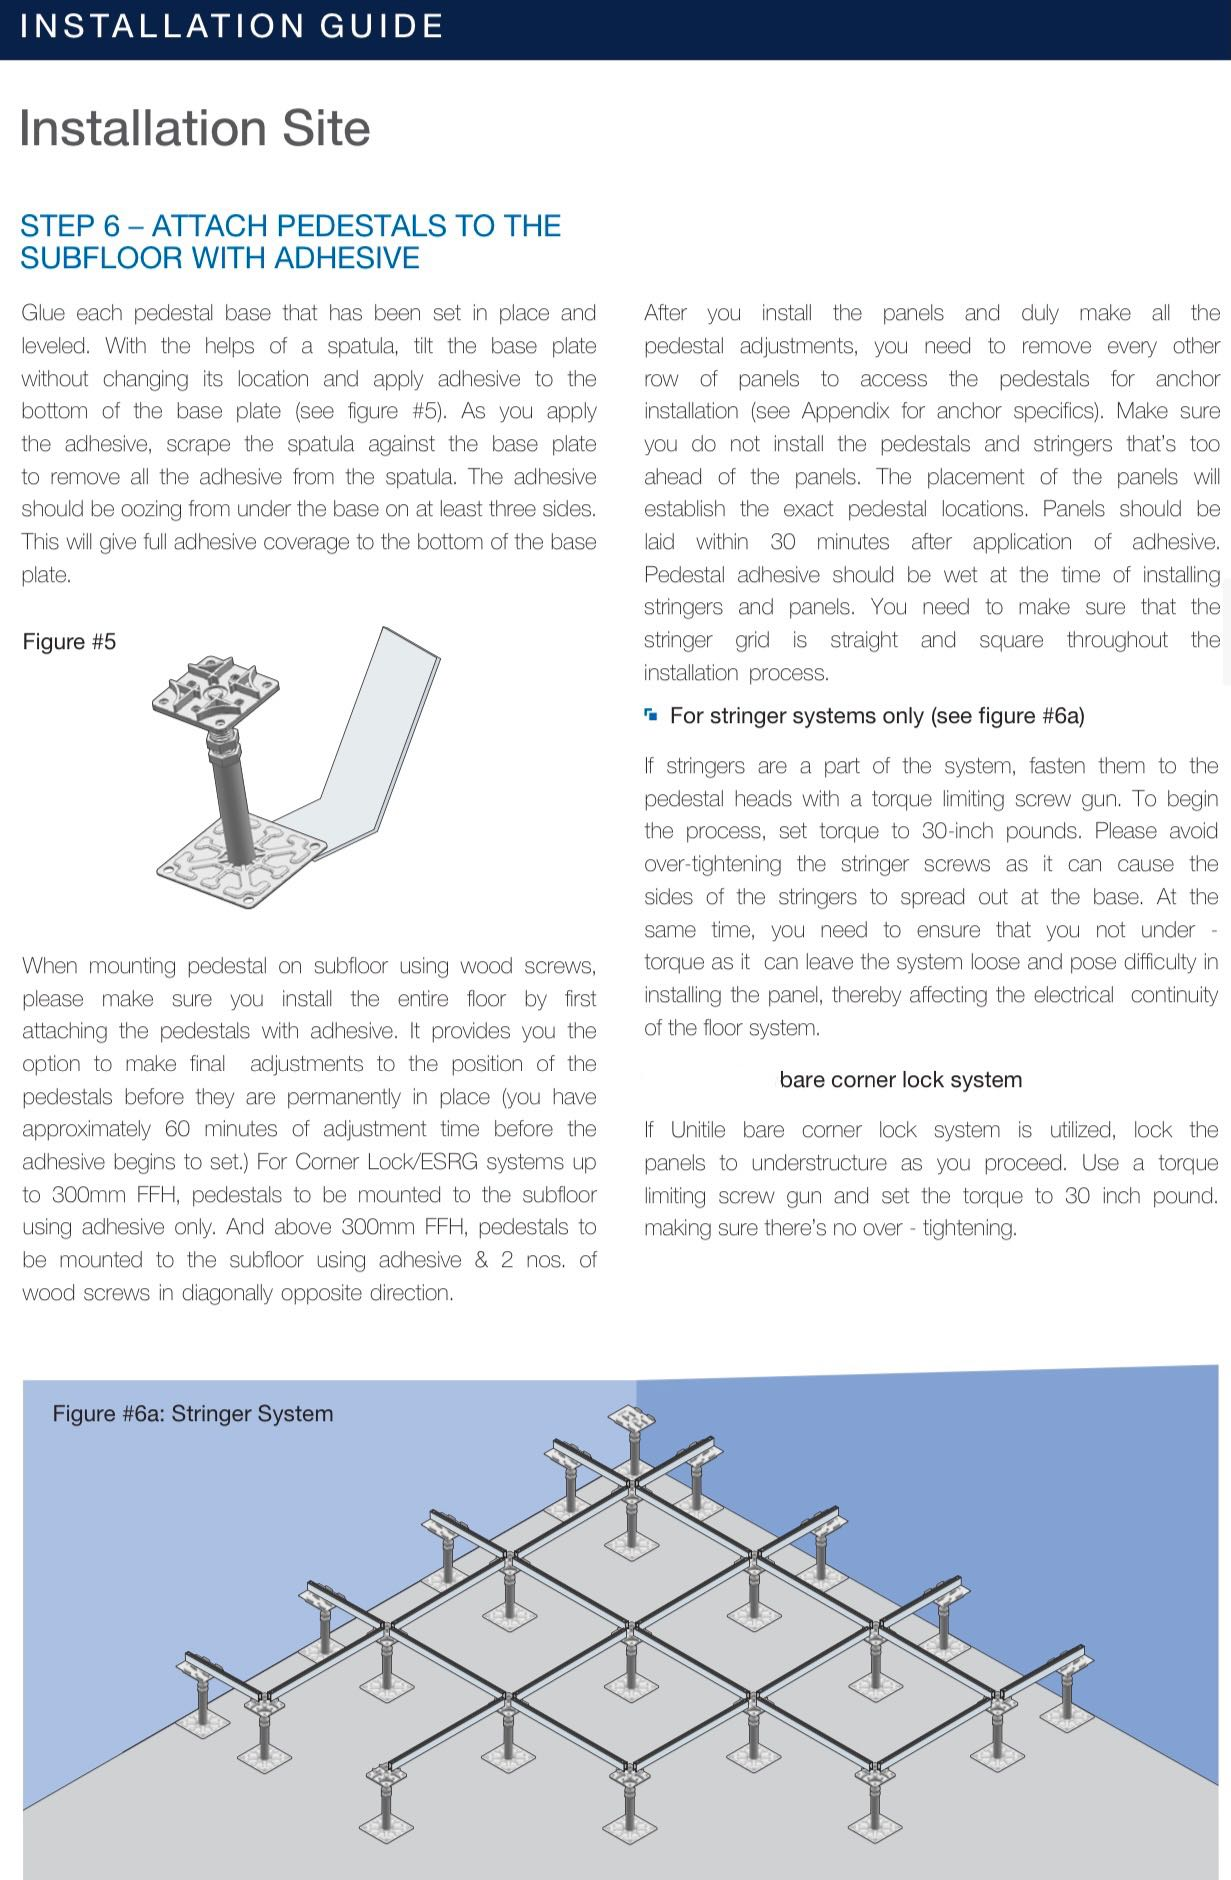 INSTALLATION GUIDE
Installation Site
STEP 6 – ATTACH PEDESTALS TO THE
SUBFLOOR WITH ADHESIVE
Glue each pedestal base that has been set in place and
leveled. With the helps of a spatula, tilt the base plate
without changing its location and apply adhesive to the
bottom of the base plate (see figure #5). As you apply
the adhesive, scrape the spatula against the base plate
to remove all the adhesive from the spatula. The adhesive
should be oozing from under the base on at least three sides.
This will give full adhesive coverage to the bottom of the base
plate.
Figure #5
When mounting pedestal on subfloor using wood screws,
please make sure you install the entire floor by first
attaching the pedestals with adhesive. It provides you the
option to make final adjustments to the position of the
pedestals before they are permanently in place (you have
approximately 60 minutes of adjustment time before the
adhesive begins to set.) For Corner Lock/ESRG systems up
to 300mm FFH, pedestals to be mounted to the subfloor
using adhesive only. And above 300mm FFH, pedestals to
be mounted to the subfloor using adhesive & 2 nos. of
wood screws in diagonally opposite direction.
After you install the panels and duly make all the
pedestal adjustments, you need to remove every other
row of panels to access the pedestals for anchor
installation (see Appendix for anchor specifics). Make sure
you do not install the pedestals and stringers that's too
ahead of the panels. The placement of the panels will
establish the exact pedestal locations. Panels should be
laid within 30 minutes after application of adhesive.
Pedestal adhesive should be wet at the time of installing
stringers and panels. You need to make sure that the
stringer grid is straight and square throughout the
installation process.
For stringer systems only (see figure #6a)
If stringers are a part of the system, fasten them to the
pedestal heads with a torque limiting screw gun. To begin
the process, set torque to 30-inch pounds. Please avoid
over-tightening the stringer screws as it can cause the
sides of the stringers to spread out at the base. At the
same time, you need to ensure that you not under -
torque as it can leave the system loose and pose difficulty in
installing the panel, thereby affecting the electrical continuity
of the floor system.
bare corner lock system
If Unitile bare corner lock system is utilized, lock the
panels to understructure as you proceed. Use a torque
limiting screw gun and set the torque to 30 inch pound.
making sure there's no over - tightening.
Figure #6a: Stringer System